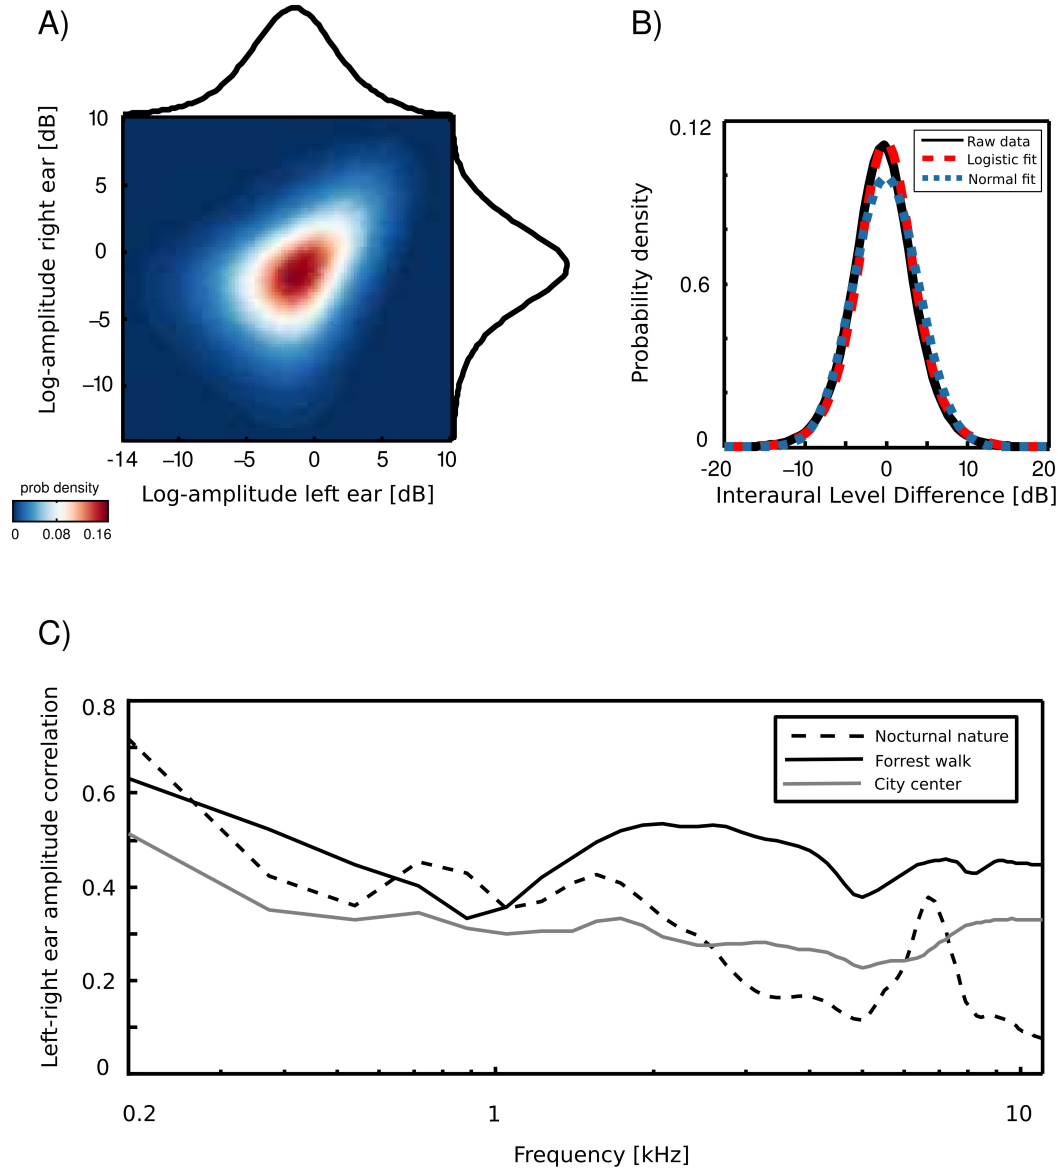 A)
Log-amplitude right ear [dB]
10
5
0
–5
–10
-14 –10 –5 0 5 10
Log-amplitude left ear [dB]
prob density
0 0.08 0.16
B)
Probability density
0.12
0.6
0
Raw data
Logistic fit
Normal fit
-20 –10 0 10 20
Interaural Level Difference [dB]
C)
Left-right ear amplitude correlation
0.8
0.6
0.4
0.2
0
Nocturnal nature
Forrest walk
City center
0.2 1 10
Frequency [kHz]